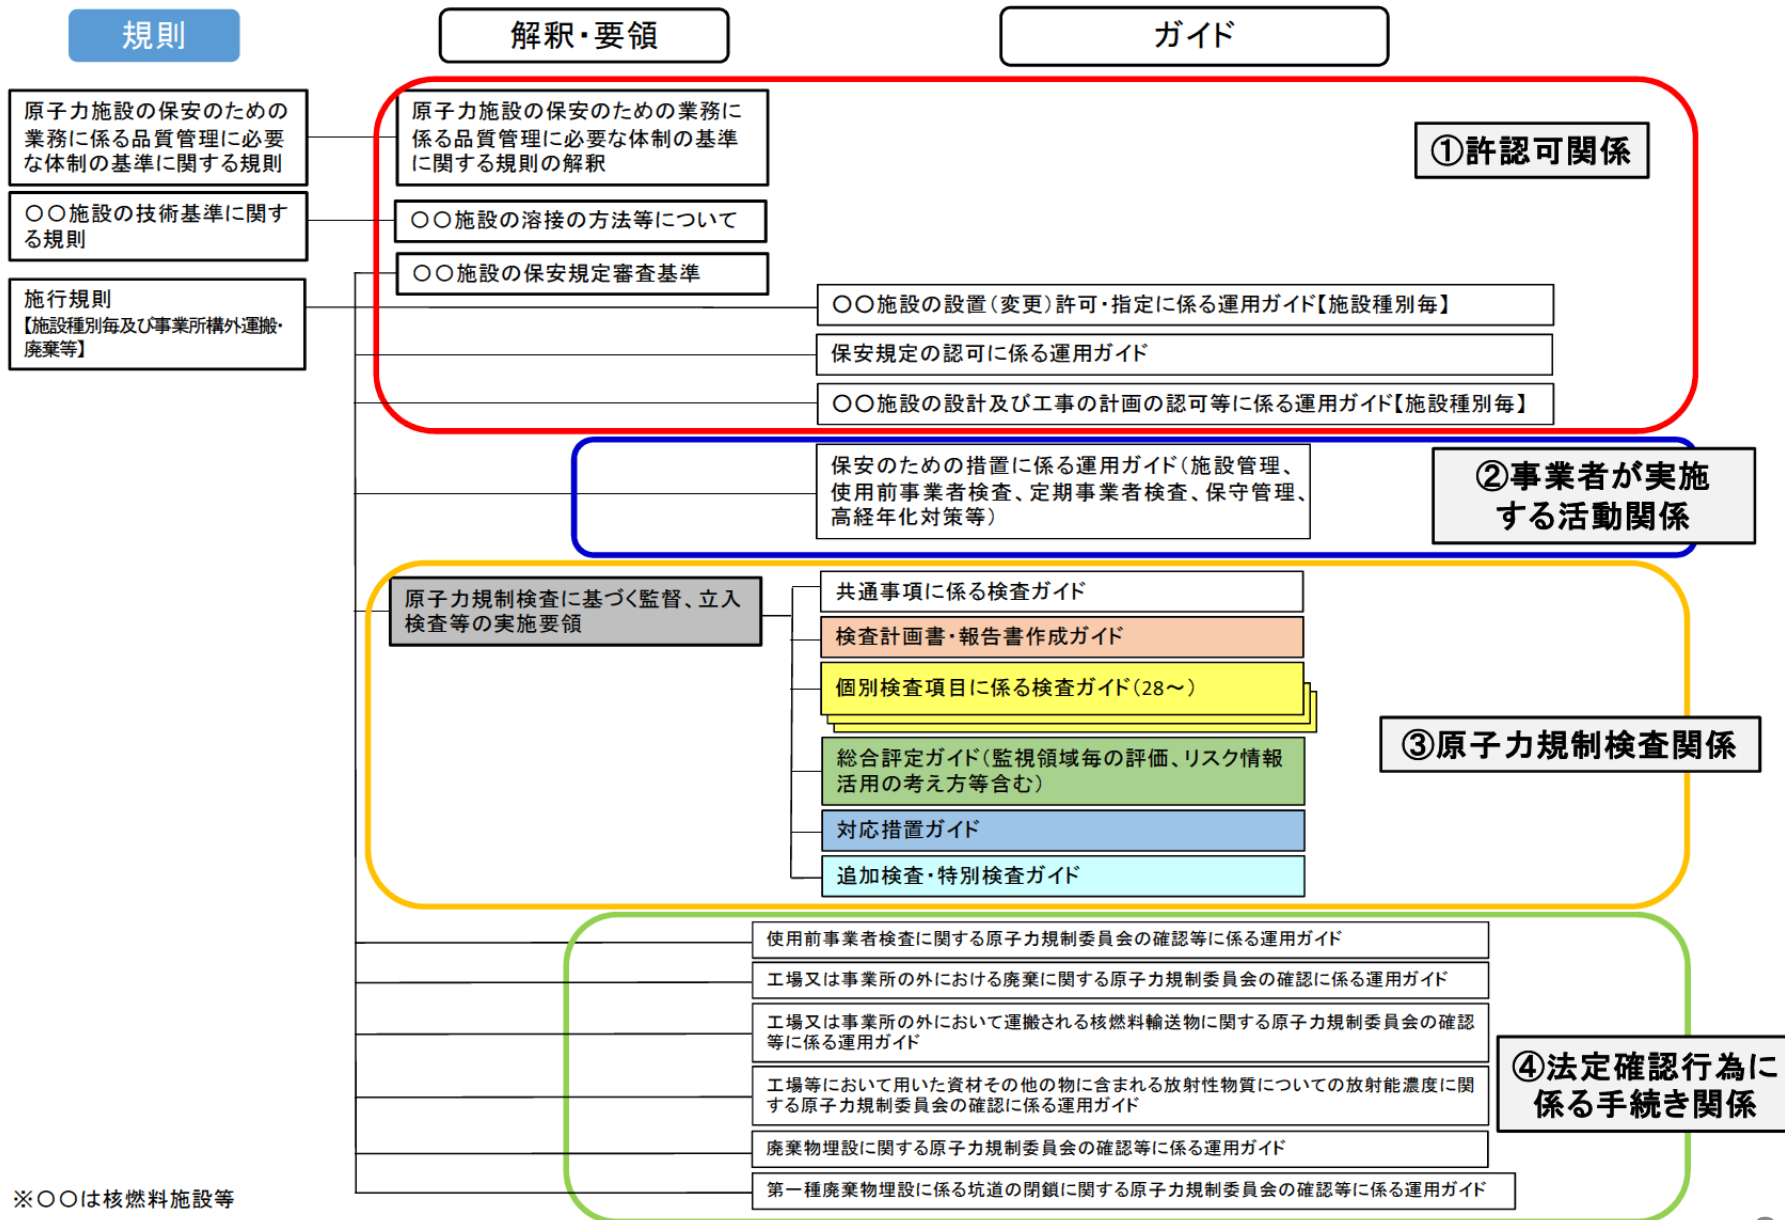 規則
解釈・要領
ガイド
原子力施設の保安のための
業務に係る品質管理に必要
な体制の基準に関する規則
原子力施設の保安のための業務に
係る品質管理に必要な体制の基準
に関する規則の解釈
①許認可関係
〇〇施設の技術基準に関す
る規則
〇〇施設の溶接の方法等について
〇〇施設の保安規定審査基準
施行規則
【施設種別毎及び事業所構外運搬・
廃棄等】
〇〇施設の設置(変更)許可・指定に係る運用ガイド【施設種別毎】
保安規定の認可に係る運用ガイド
〇〇施設の設計及び工事の計画の認可等に係る運用ガイド【施設種別毎】
保安のための措置に係る運用ガイド(施設管理、
使用前事業者検査、定期事業者検査、保守管理、
高経年化対策等)
②事業者が実施
する活動関係
原子力規制検査に基づく監督、立入
検査等の実施要領
共通事項に係る検査ガイド
検査計画書・報告書作成ガイド
個別検査項目に係る検査ガイド(28～)
総合評定ガイド(監視領域毎の評価、リスク情報
活用の考え方等含む)
対応措置ガイド
追加検査・特別検査ガイド
③原子力規制検査関係
使用前事業者検査に関する原子力規制委員会の確認等に係る運用ガイド
工場又は事業所の外における廃棄に関する原子力規制委員会の確認に係る運用ガイド
工場又は事業所の外において運搬される核燃料輸送物に関する原子力規制委員会の確認
等に係る運用ガイド
工場等において用いた資材その他の物に含まれる放射性物質についての放射能濃度に関
する原子力規制委員会の確認に係る運用ガイド
廃棄物埋設に関する原子力規制委員会の確認等に係る運用ガイド
第一種廃棄物埋設に係る坑道の閉鎖に関する原子力規制委員会の確認等に係る運用ガイド
④法定確認行為に
係る手続き関係
※〇〇は核燃料施設等